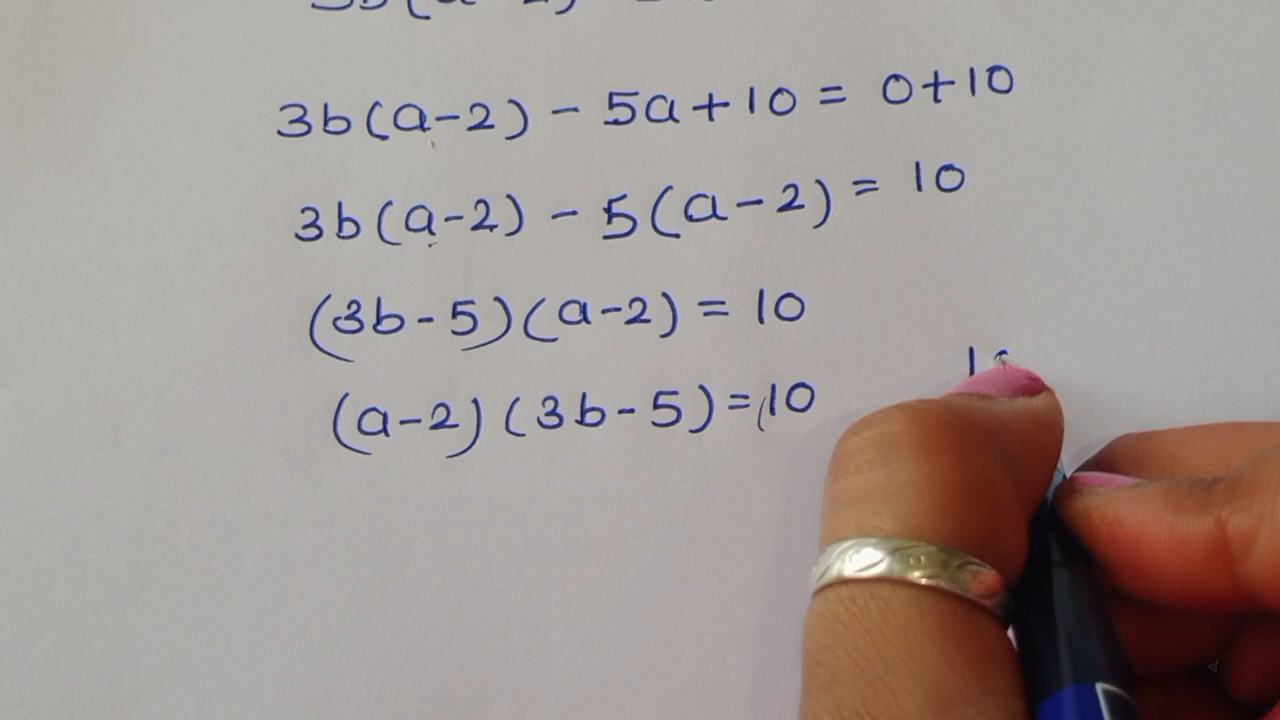 3b(a-2) - 5a+10 = 0+10
3b(a-2) - 5(a-2) = 10
(3b-5)(a-2) = 10
(a-2)(3b-5)=10